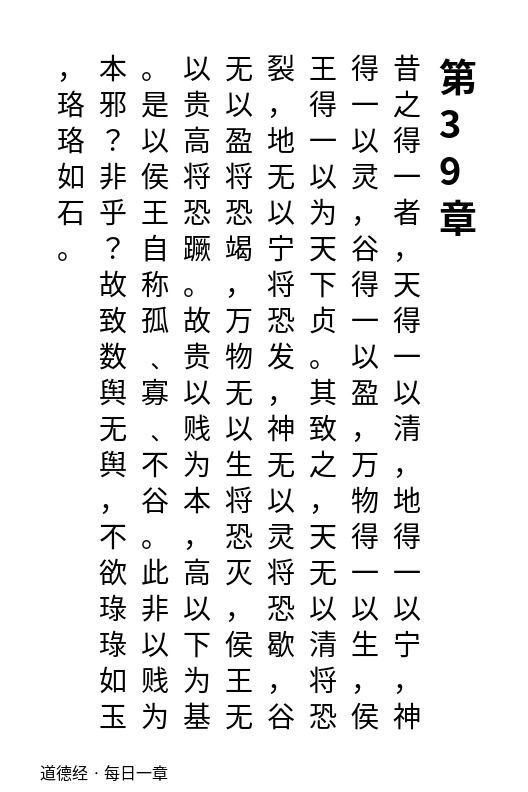 第39章
昔之得一者，天得一以清，地得一以宁，神
得一以灵，谷得一以盈，万物得一以生，侯
王得一以为天下贞。其致之，天无以清将恐
裂，地无以宁将恐发，神无以灵将恐歇，谷
无以盈将恐竭，万物无以生将恐灭，侯王无
以贵高将恐蹶。故贵以贱为本，高以下为基
。是以侯王自称孤、寡、不谷。此非以贱为
本邪？非乎？故致数舆无舆，不欲琭琭如玉
，珞珞如石。
道德经 · 每日一章